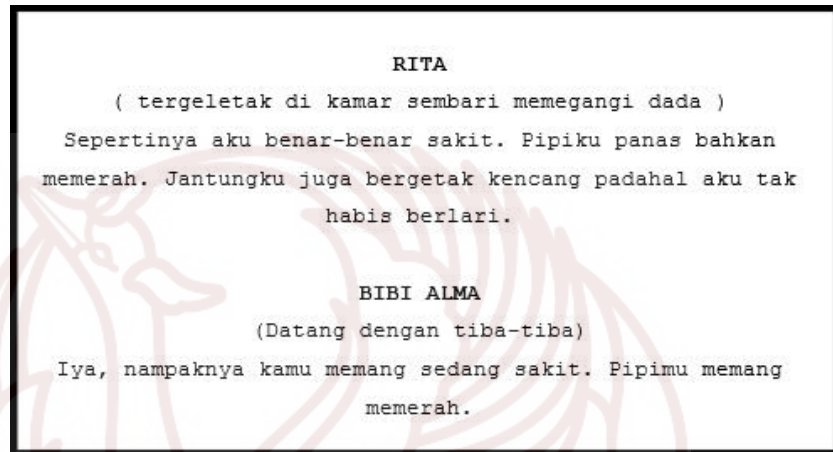 RITA
( tergeletak di kamar sembari memegangi dada )
Sepertinya aku benar-benar sakit. Pipiku panas bahkan
memerah. Jantungku juga bergetak kencang padahal aku tak
habis berlari.
BIBI ALMA
(Datang dengan tiba-tiba)
Iya, nampaknya kamu memang sedang sakit. Pipimu memang
memerah.